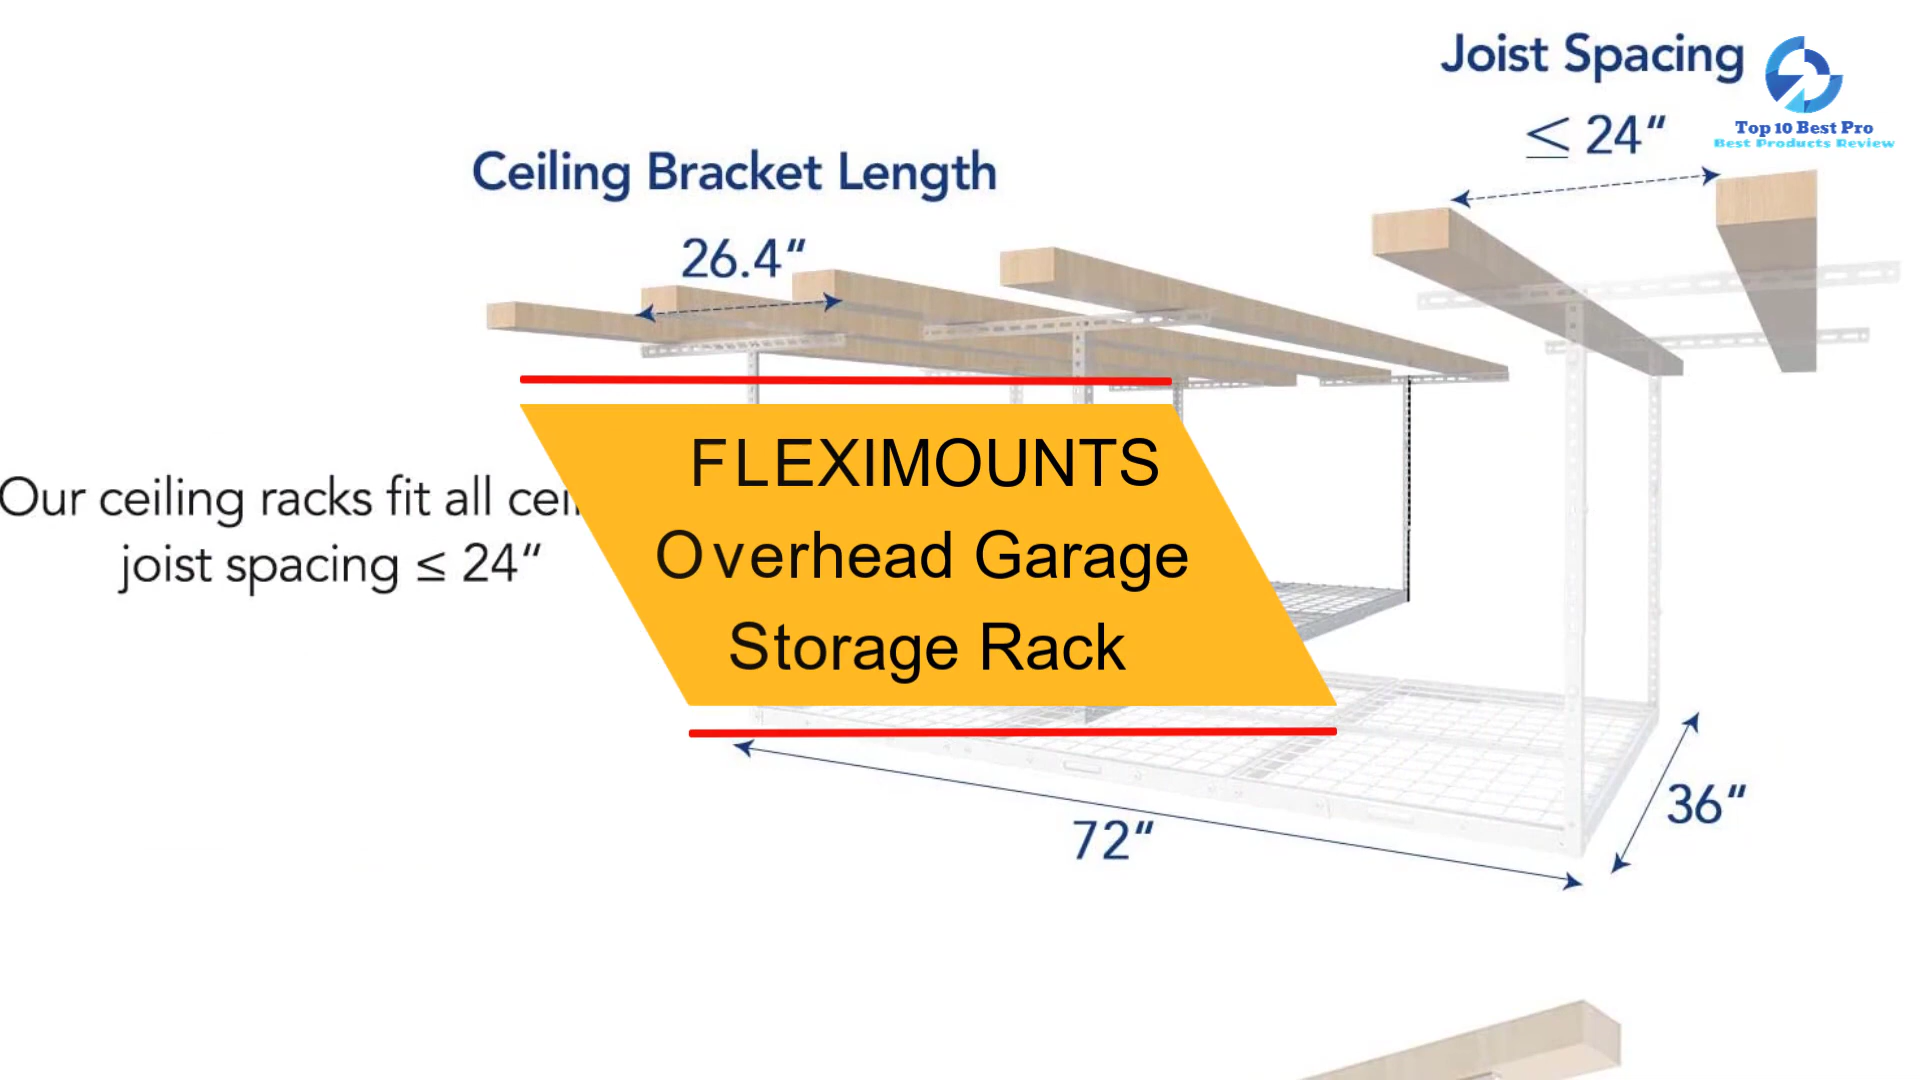 Joist Spacing
≤ 24“
Top 10 Best Pro
Best Products Review
Ceiling Bracket Length
26.4“
Our ceiling racks fit all
joist spacing ≤ 24“
FLEXIMOUNTS
Overhead Garage
Storage Rack
72“
36“